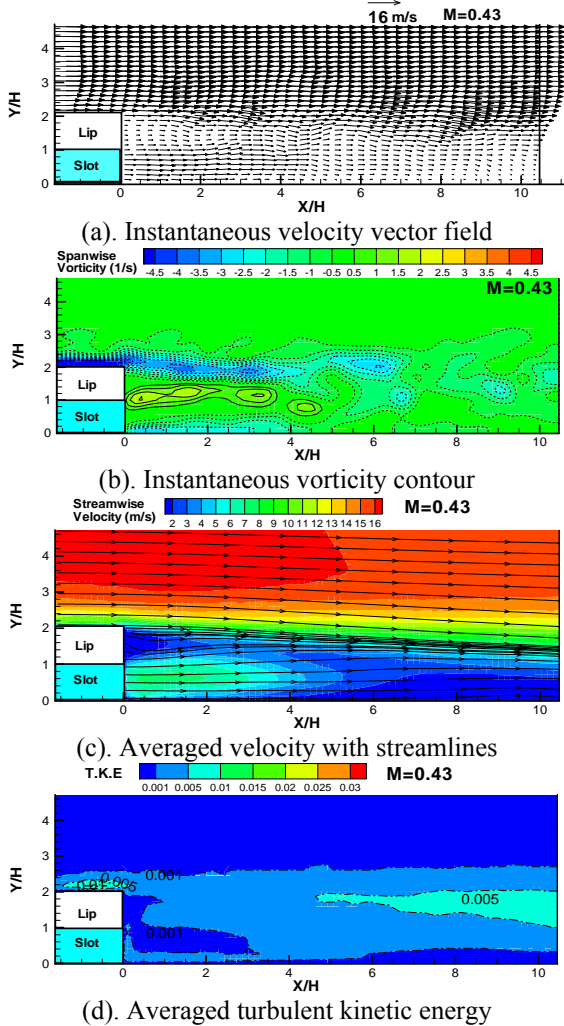 16 m/s M=0.43
4
3
2
1
0
Y/H
Lip
Slot
0 2 4 6 8 10
X/H
(a). Instantaneous velocity vector field
Spanwise
Vorticity (1/s)
-4.5 -4 -3.5 -3 -2.5 -2 -1.5 -1 -0.5 0.5 1 1.5 2 2.5 3 3.5 4 4.5
M=0.43
4
3
2
1
0
Y/H
Lip
Slot
0 2 4 6 8 10
X/H
(b). Instantaneous vorticity contour
Streamwise
Velocity (m/s)
2 3 4 5 6 7 8 9 10 11 12 13 14 15 16
M=0.43
4
3
2
1
0
Y/H
Lip
Slot
0 2 4 6 8 10
X/H
(c). Averaged velocity with streamlines
T.K.E
0.001 0.005 0.01 0.015 0.02 0.025 0.03
M=0.43
4
3
2
1
0
Y/H
0.001
0.01 0.005
0.005
0.001
Lip
Slot
0 2 4 6 8 10
X/H
(d). Averaged turbulent kinetic energy